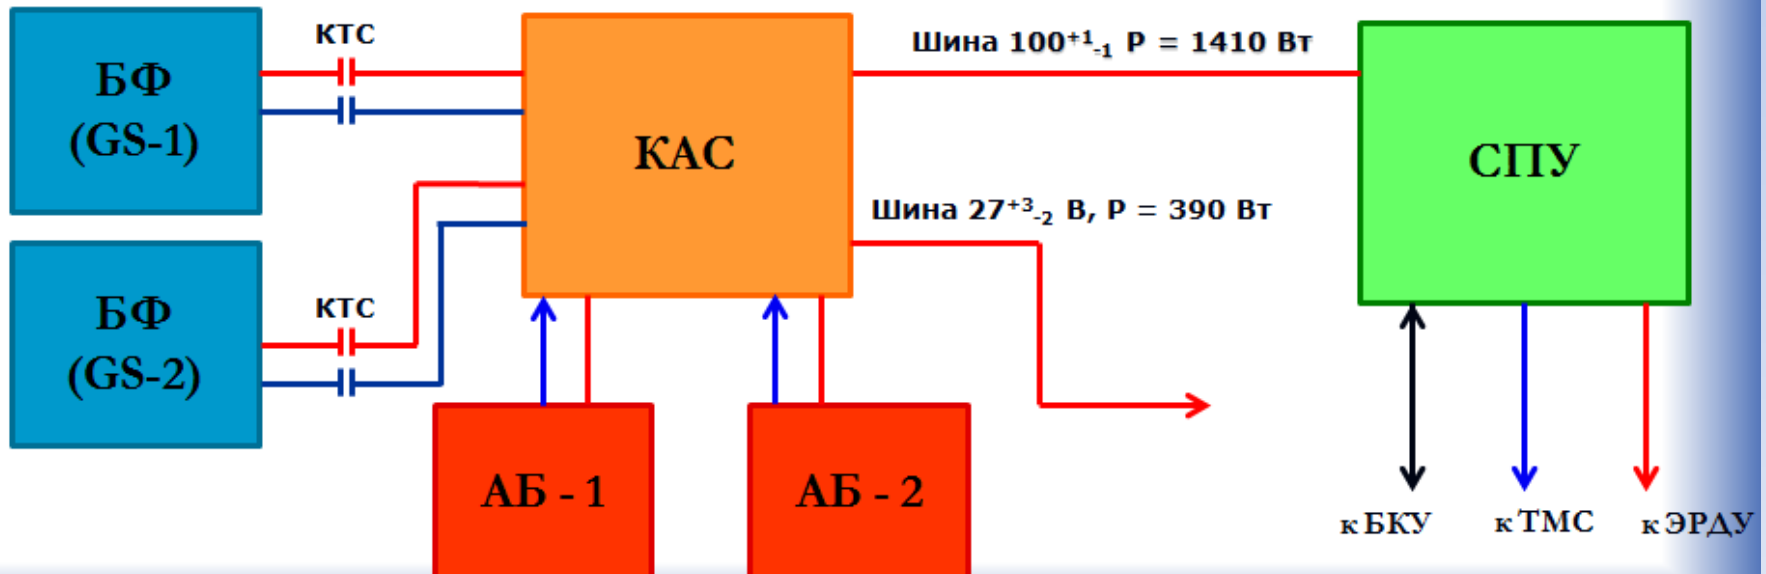 БФ
(GS-1)
КТС
КАС
Шина 100⁺¹₋₁ Р = 1410 Вт
СПУ
Шина 27⁺³₋₂ В, Р = 390 Вт
БФ
(GS-2)
КТС
АБ - 1
АБ - 2
к БКУ
к ТМС
к ЭРДУ